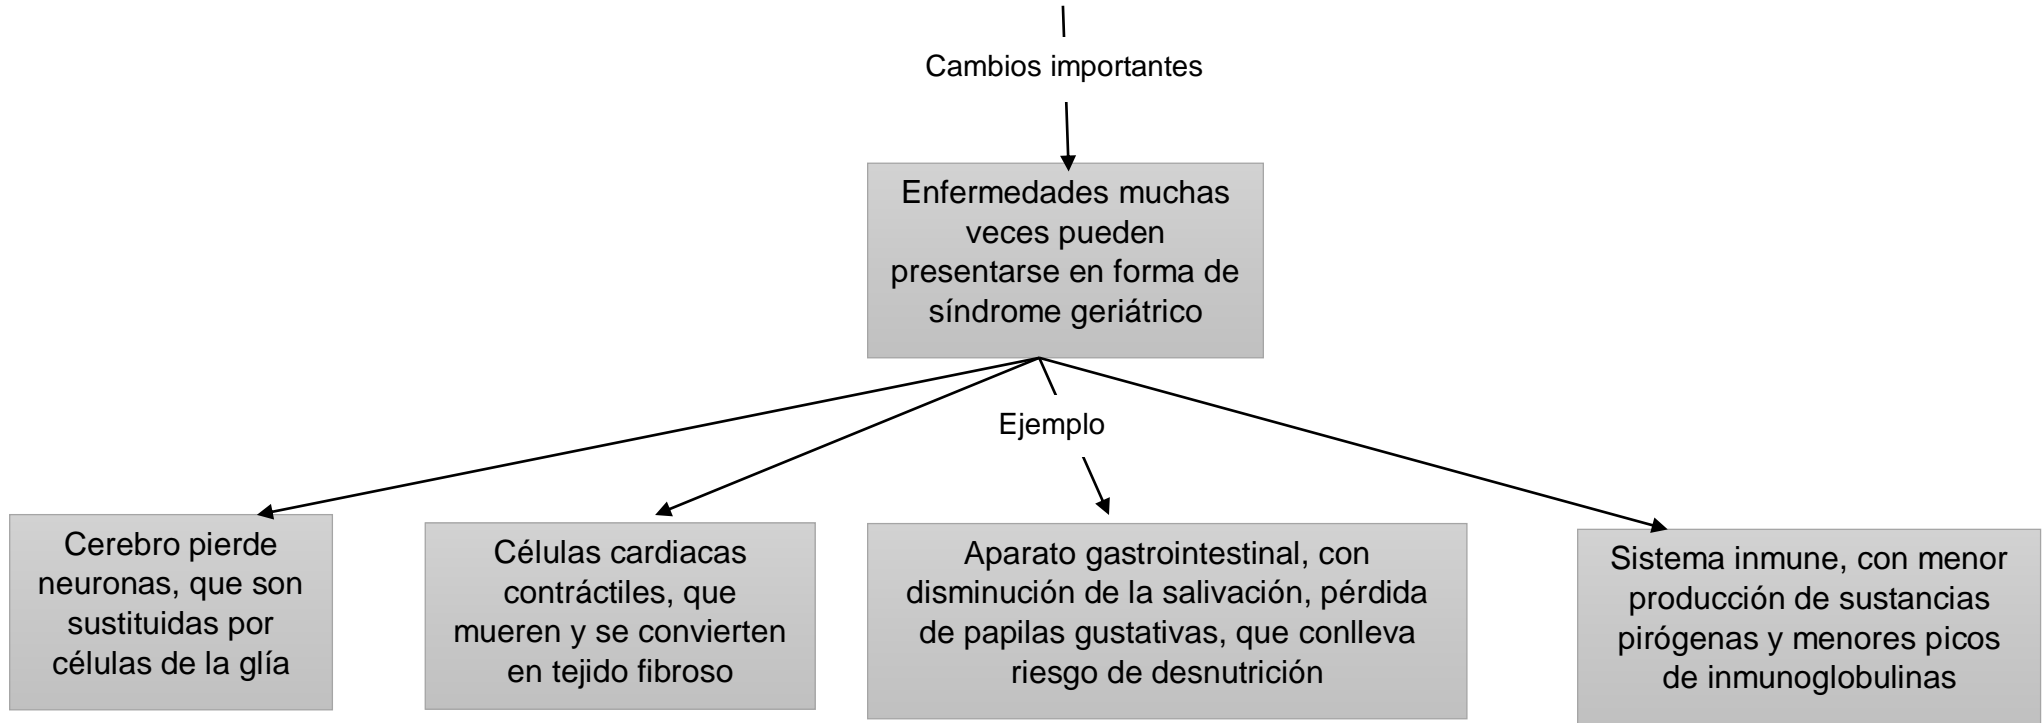 Cambios importantes
Enfermedades muchas
veces pueden
presentarse en forma de
síndrome geriátrico
Ejemplo
Cerebro pierde
neuronas, que son
sustituidas por
células de la glía
Células cardiacas
contráctiles, que
mueren y se convierten
en tejido fibroso
Aparato gastrointestinal, con
disminución de la salivación, pérdida
de papilas gustativas, que conlleva
riesgo de desnutrición
Sistema inmune, con menor
producción de sustancias
pirógenas y menores picos
de inmunoglobulinas